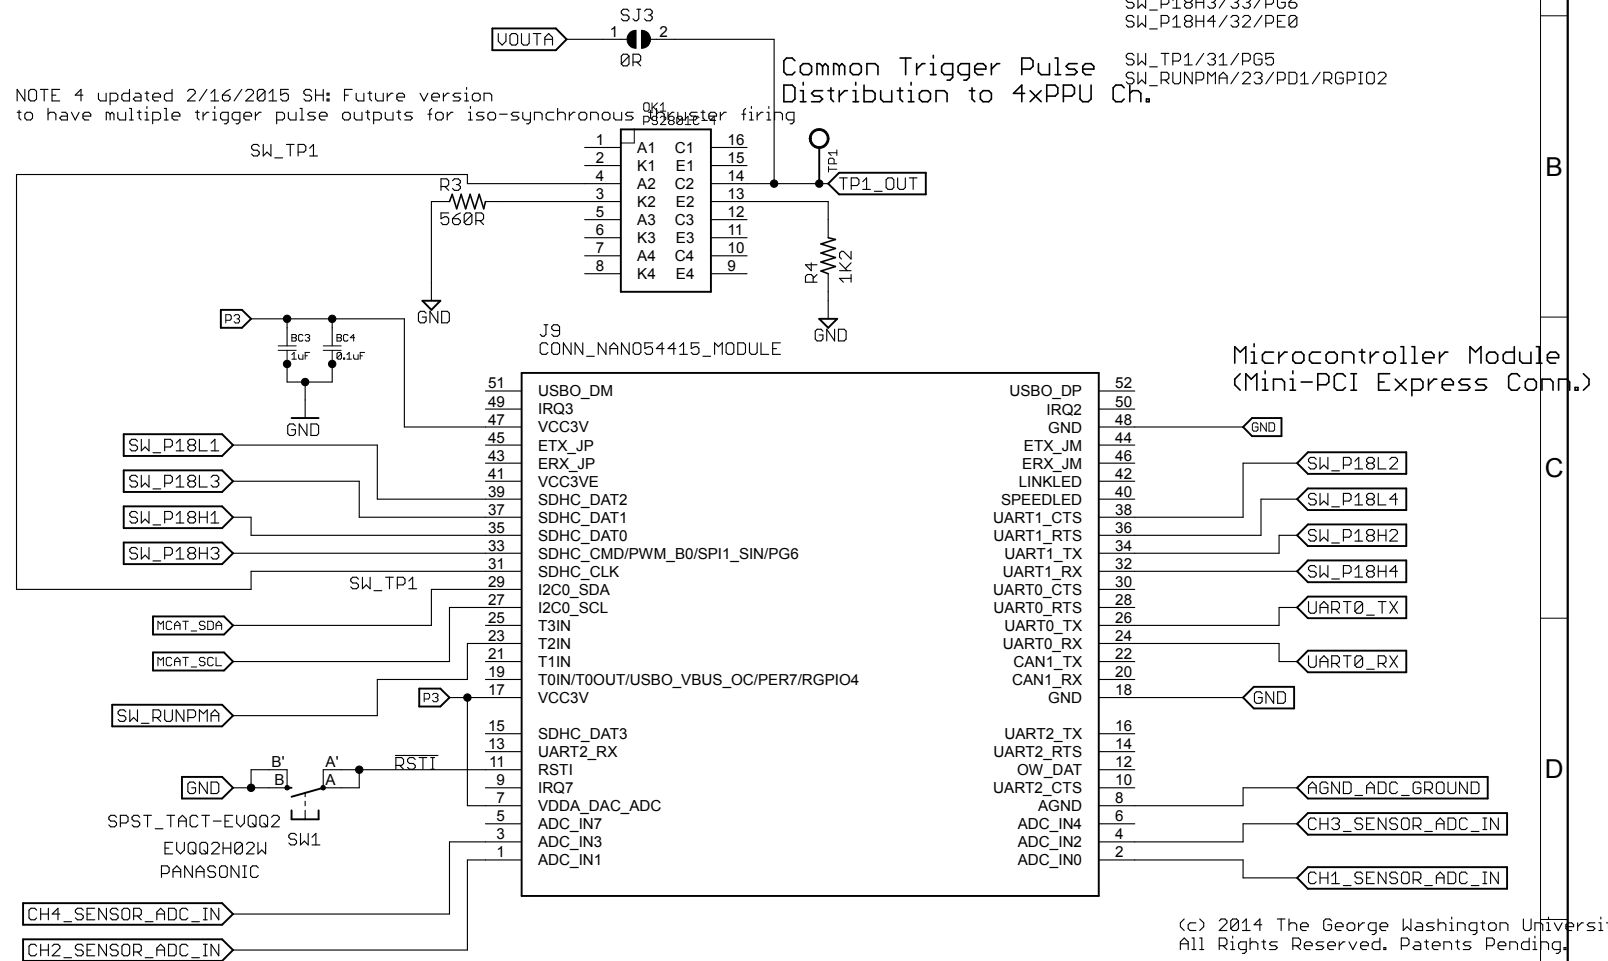 SW_P18H3/33/PG6
SW_P18H4/32/PE0
SW_TP1/31/PG5
SW_RUNPMA/23/PD1/RGPIO2
SJ3
VOUTA
1
2
0R
Common Trigger Pulse
Distribution to 4xPPU Ch.
NOTE 4 updated 2/16/2015 SH: Future version
to have multiple trigger pulse outputs for iso-synchronous thruster firing
OK1
PS2801C-4
SW_TP1
1 A1 C1 16
2 K1 E1 15
4 A2 C2 14
3 K2 E2 13
5 A3 C3 12
6 K3 E3 11
7 A4 C4 10
8 K4 E4 9
TP1
TP1_OUT
R3
560R
GND
R4
1K2
GND
B
P3
BC3
1uF
BC4
0.1uF
GND
J9
CONN_NANO54415_MODULE
Microcontroller Module
(Mini-PCI Express Conn.)
51 USBO_DM USBO_DP 52
49 IRQ3 IRQ2 50
47 VCC3V GND 48
45 ETX_JP ETX_JM 44
43 ERX_JP ERX_JM 46
41 VCC3VE LINKLED 42
39 SDHC_DAT2 SPEEDLED 40
37 SDHC_DAT1 UART1_CTS 38
35 SDHC_DAT0 UART1_RTS 36
33 SDHC_CMD/PWM_B0/SPI1_SIN/PG6 UART1_TX 34
31 SDHC_CLK UART1_RX 32
29 I2C0_SDA UART0_CTS 30
27 I2C0_SCL UART0_RTS 28
25 T3IN UART0_TX 26
23 T2IN UART0_RX 24
21 T1IN CAN1_TX 22
19 T0IN/T0OUT/USBO_VBUS_OC/PER7/RGPIO4 CAN1_RX 20
17 VCC3V GND 18
15 SDHC_DAT3 UART2_TX 16
13 UART2_RX UART2_RTS 14
11 RSTI OW_DAT 12
9 IRQ7 UART2_CTS 10
7 VDDA_DAC_ADC AGND 8
5 ADC_IN7 ADC_IN4 6
3 ADC_IN3 ADC_IN2 4
1 ADC_IN1 ADC_IN0 2
SW_P18L1
SW_P18L3
SW_P18H1
SW_P18H3
SW_TP1
MCAT_SDA
MCAT_SCL
P3
SW_RUNPMA
RSTI
B' A'
B A
GND
SPST_TACT-EVQQ2
SW1
EVQQ2H02W
PANASONIC
CH4_SENSOR_ADC_IN
CH2_SENSOR_ADC_IN
GND
SW_P18L2
SW_P18L4
SW_P18H2
SW_P18H4
UART0_TX
UART0_RX
GND
AGND_ADC_GROUND
CH3_SENSOR_ADC_IN
CH1_SENSOR_ADC_IN
C
D
(c) 2014 The George Washington Universi
All Rights Reserved. Patents Pending.